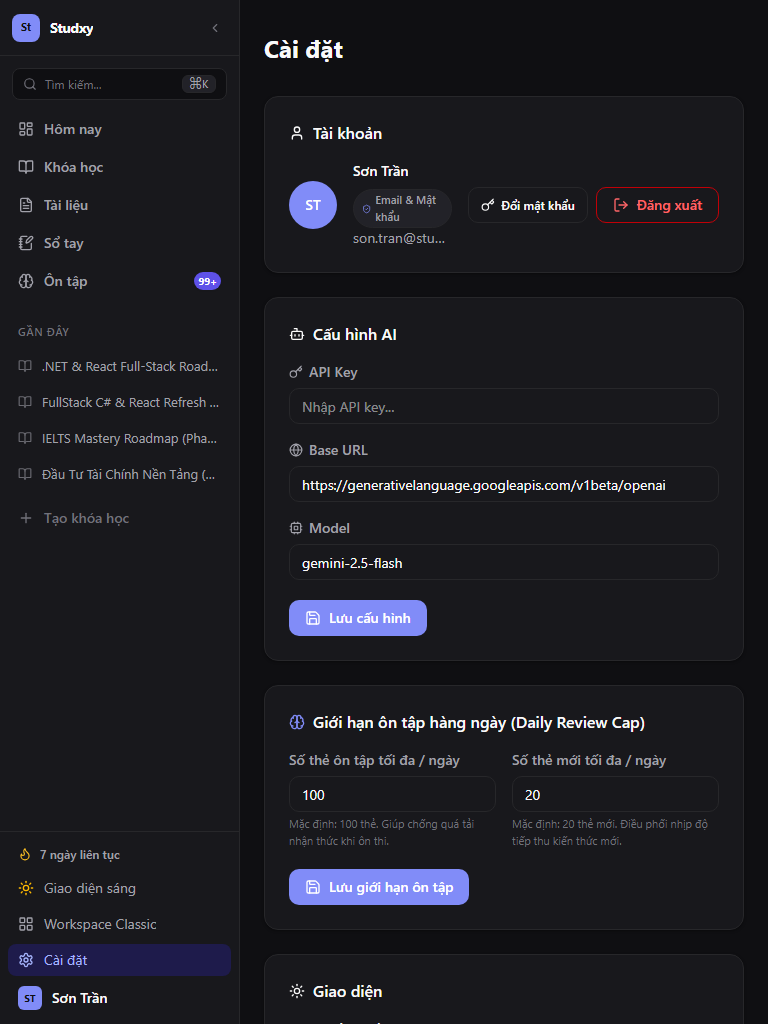 St
Studxy
Tìm kiếm...
⌘K
Hôm nay
Khóa học
Tài liệu
Sổ tay
Ôn tập
99+
GẦN ĐÂY
.NET & React Full-Stack Road...
FullStack C# & React Refresh ...
IELTS Mastery Roadmap (Pha...
Đầu Tư Tài Chính Nền Tảng (...
Tạo khóa học
7 ngày liên tục
Giao diện sáng
Workspace Classic
Cài đặt
ST
Sơn Trần
Cài đặt
Tài khoản
ST
Sơn Trần
Email & Mật
khẩu
son.tran@stu...
Đổi mật khẩu
Đăng xuất
Cấu hình AI
API Key
Nhập API key...
Base URL
https://generativelanguage.googleapis.com/v1beta/openai
Model
gemini-2.5-flash
Lưu cấu hình
Giới hạn ôn tập hàng ngày (Daily Review Cap)
Số thẻ ôn tập tối đa / ngày
100
Mặc định: 100 thẻ. Giúp chống quá tải
nhận thức khi ôn thi.
Số thẻ mới tối đa / ngày
20
Mặc định: 20 thẻ mới. Điều phối nhịp độ
tiếp thu kiến thức mới.
Lưu giới hạn ôn tập
Giao diện